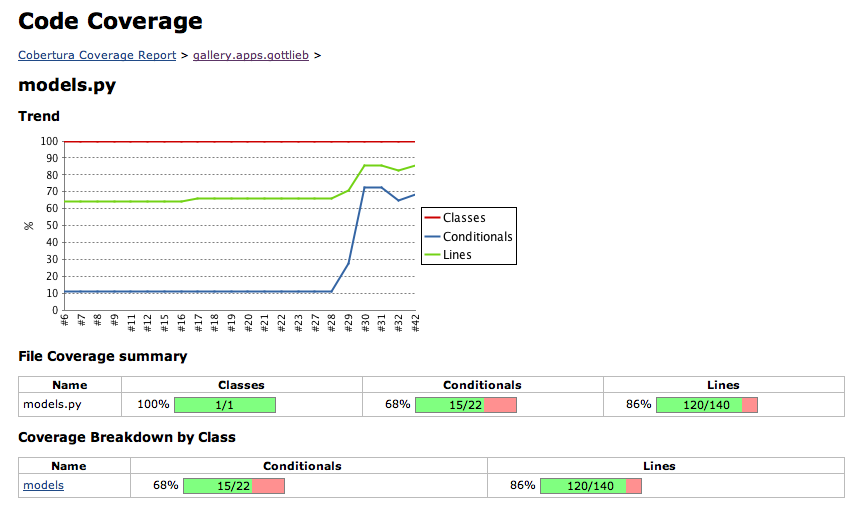 Code Coverage
Cobertura Coverage Report > gallery.apps.gottlieb >
models.py
Trend
100
90
80
70
60
50
40
30
20
10
0
%
#6 #7 #8 #9 #11 #12 #15 #16 #17 #18 #19 #20 #21 #22 #23 #27 #28 #29 #30 #31 #32 #42
Classes
Conditionals
Lines
File Coverage summary
Name Classes Conditionals Lines
models.py 100% 1/1 68% 15/22 86% 120/140
Coverage Breakdown by Class
Name Conditionals Lines
models 68% 15/22 86% 120/140